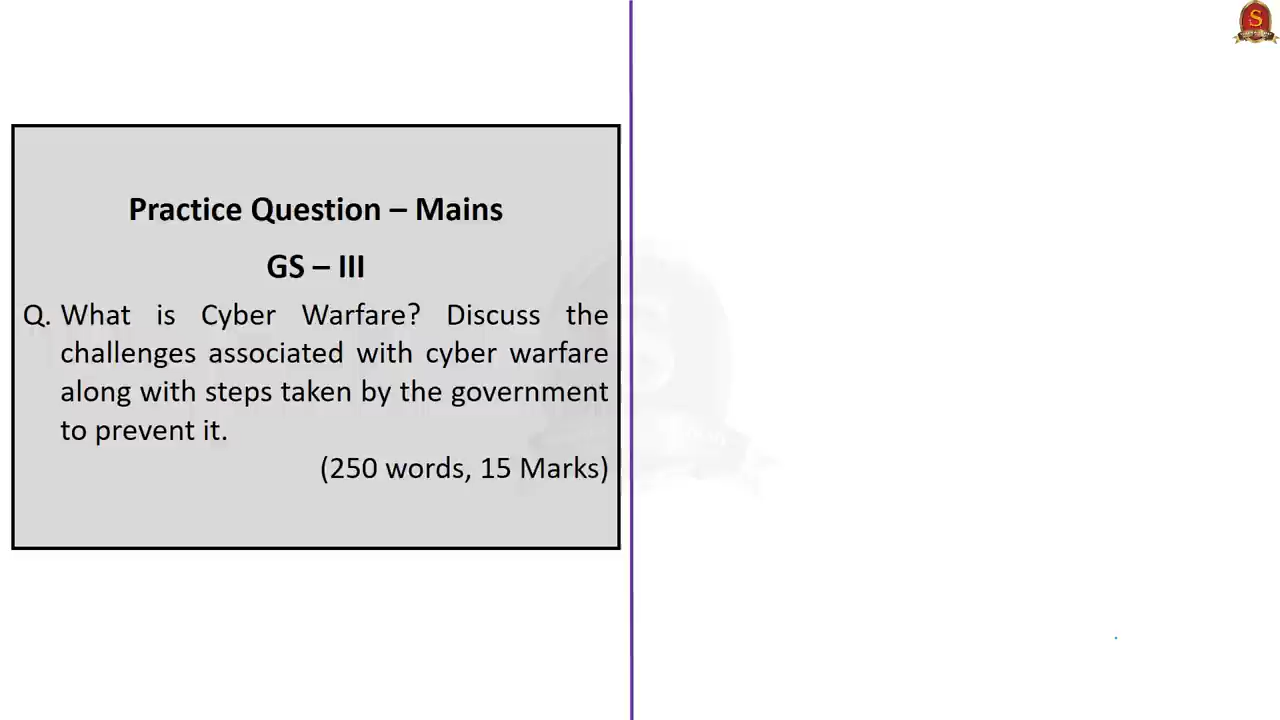 Practice Question – Mains
GS – III
Q. What is Cyber Warfare? Discuss the
challenges associated with cyber warfare
along with steps taken by the government
to prevent it.
(250 words, 15 Marks)
S